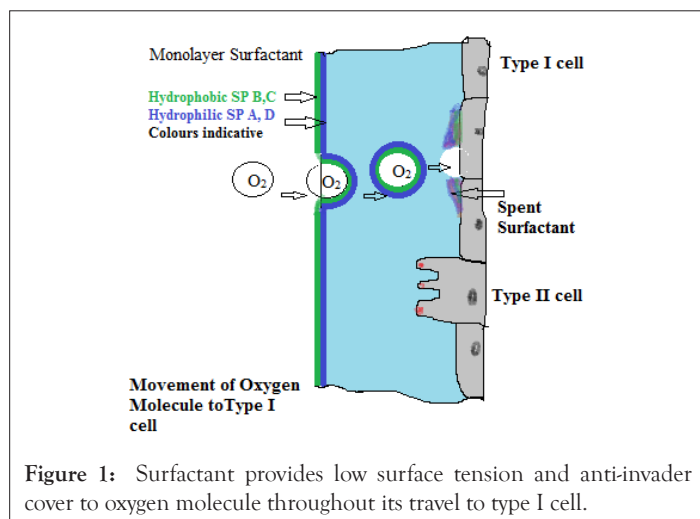 Monolayer Surfactant
Type I cell
Hydrophobic SP B,C
Hydrophilic SP A, D
Colours indicative
O2
O2
O2
Spent
Surfactant
Type II cell
Movement of Oxygen
Molecule toType I
cell
Figure 1: Surfactant provides low surface tension and anti-invader
cover to oxygen molecule throughout its travel to type I cell.